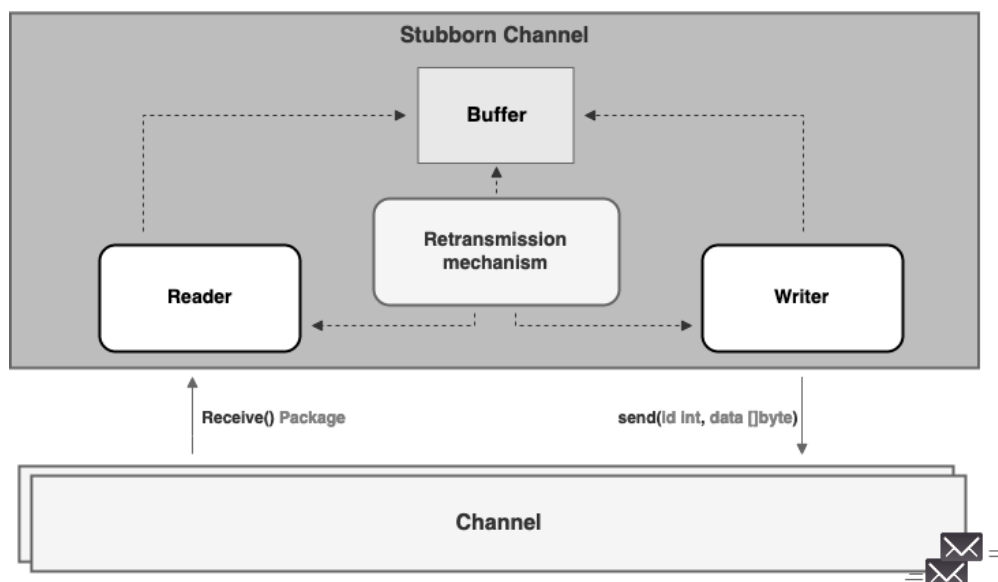 Stubborn Channel
Buffer
Retransmission
mechanism
Reader
Writer
Receive() Package
send(id int, data []byte)
Channel